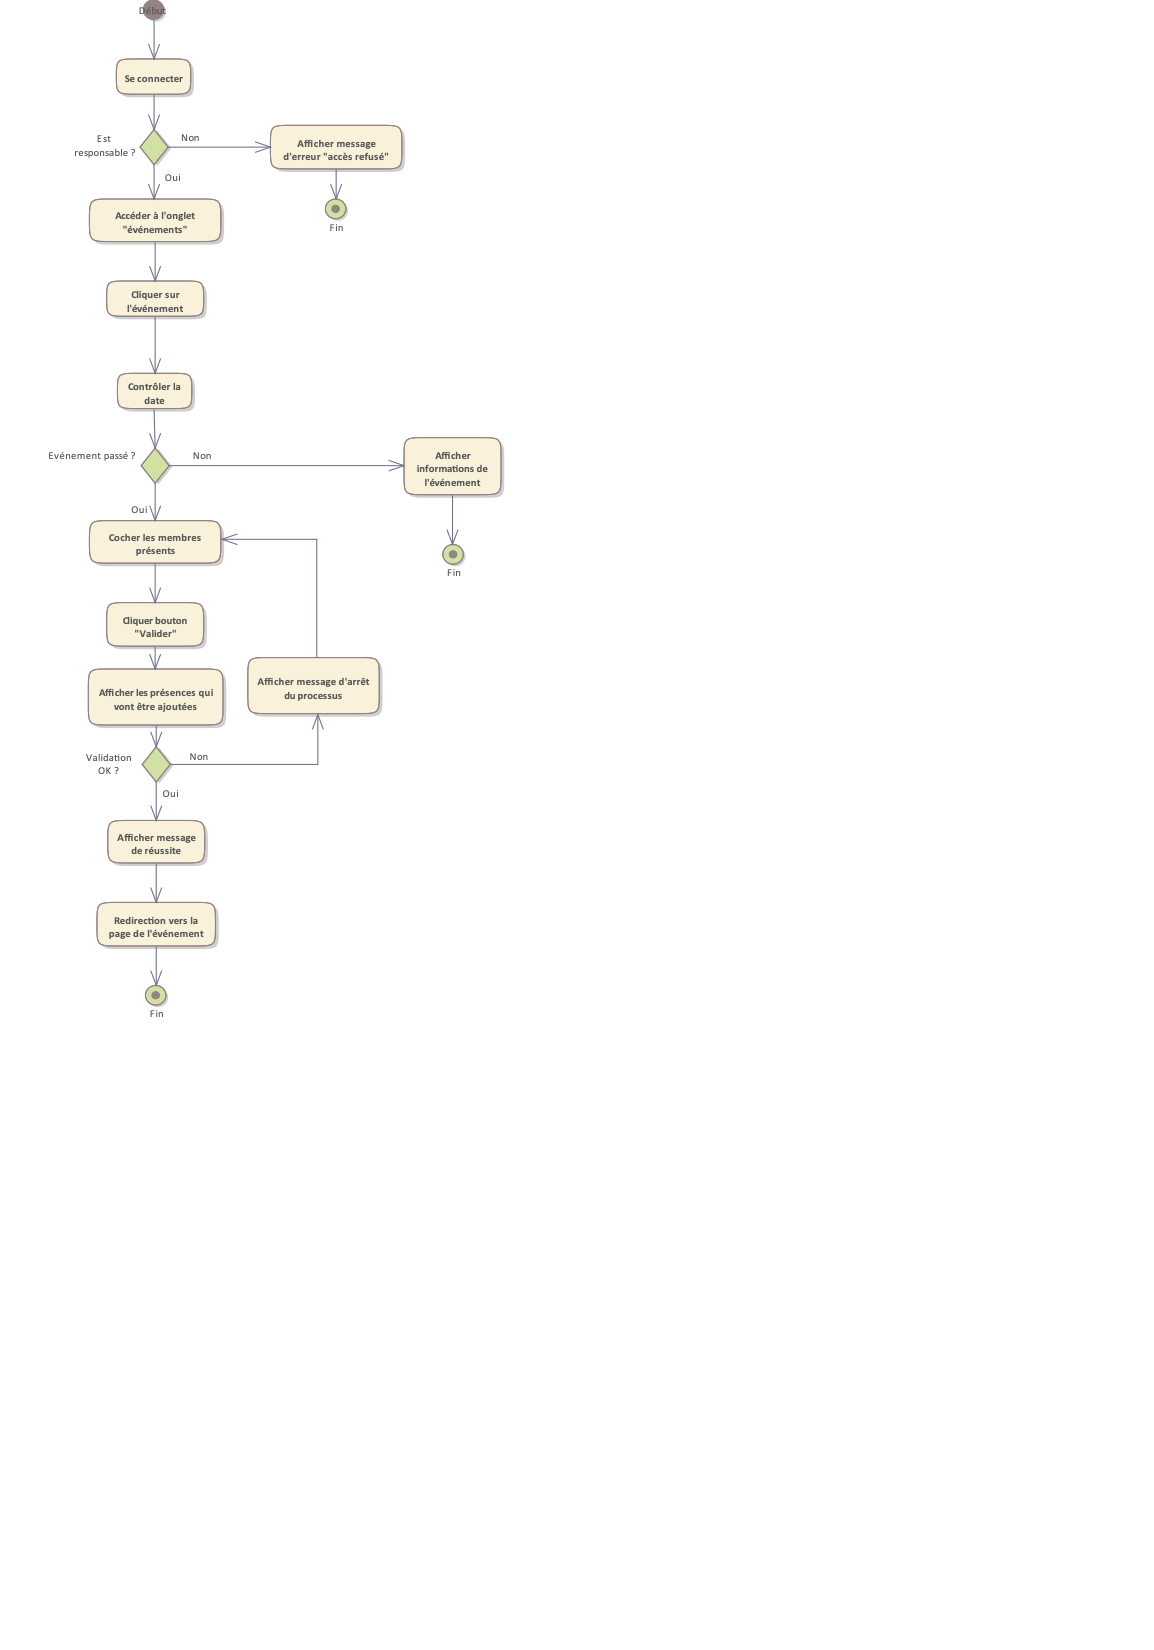 Début
Se connecter
Est
responsable ?
Non
Afficher message
d'erreur "accès refusé"
Oui
Fin
Accéder à l'onglet
"événements"
Cliquer sur
l'événement
Contrôler la
date
Evénement passé ?
Non
Afficher
informations de
l'événement
Oui
Fin
Cocher les membres
présents
Cliquer bouton
"Valider"
Afficher les présences qui
vont être ajoutées
Afficher message d'arrêt
du processus
Validation
OK ?
Non
Oui
Afficher message
de réussite
Redirection vers la
page de l'événement
Fin